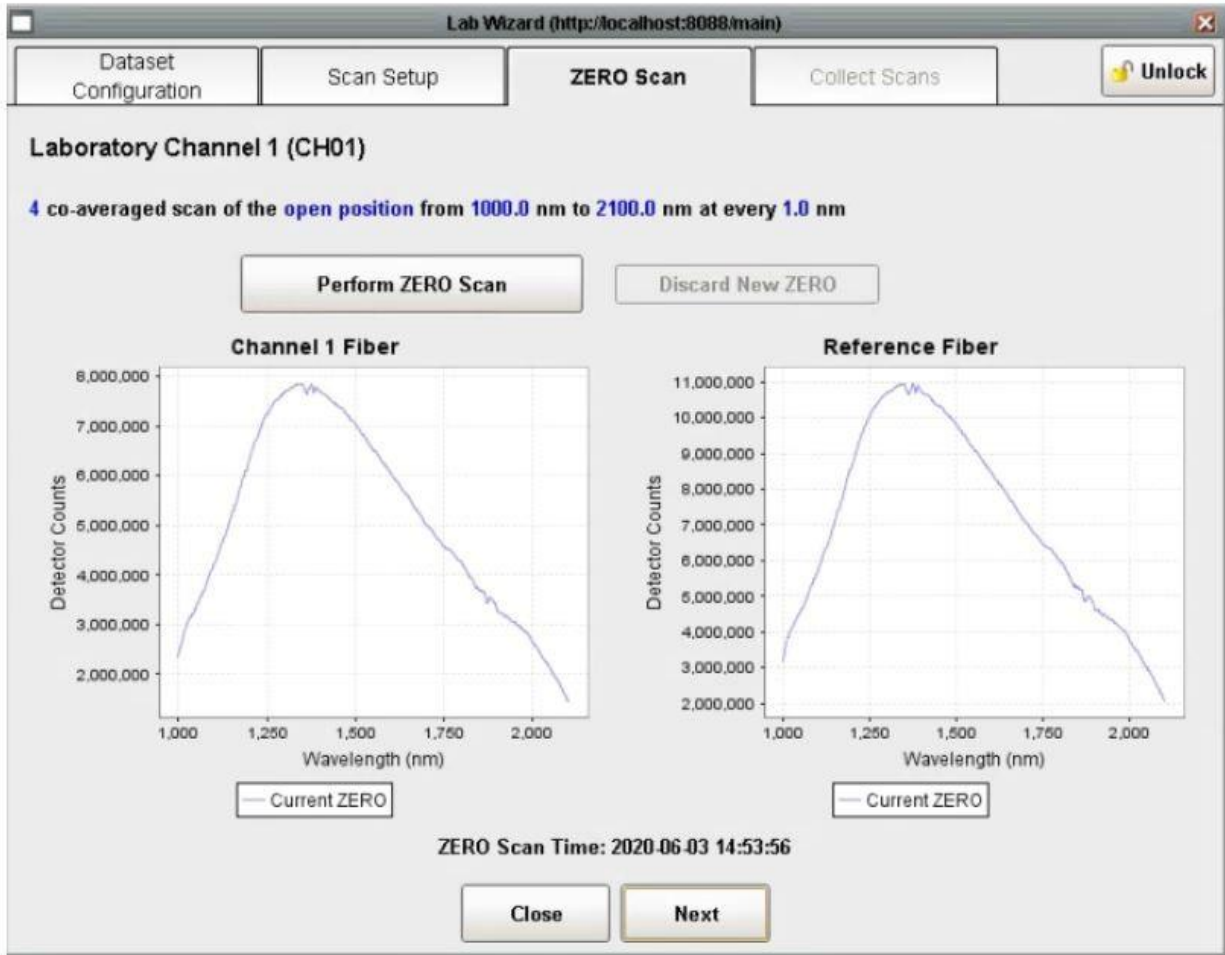 Lab Wizard (http://localhost:8088/main)
Dataset
Configuration
Scan Setup
ZERO Scan
Collect Scans
Unlock
Laboratory Channel 1 (CH01)
4 co-averaged scan of the open position from 1000.0 nm to 2100.0 nm at every 1.0 nm
Perform ZERO Scan
Discard New ZERO
Channel 1 Fiber
8,000,000
7,000,000
6,000,000
5,000,000
4,000,000
3,000,000
2,000,000
Detector Counts
1,000 1,250 1,500 1,750 2,000
Wavelength (nm)
Current ZERO
Reference Fiber
11,000,000
10,000,000
9,000,000
8,000,000
7,000,000
6,000,000
5,000,000
4,000,000
3,000,000
2,000,000
Detector Counts
1,000 1,250 1,500 1,750 2,000
Wavelength (nm)
Current ZERO
ZERO Scan Time: 2020-06-03 14:53:56
Close
Next